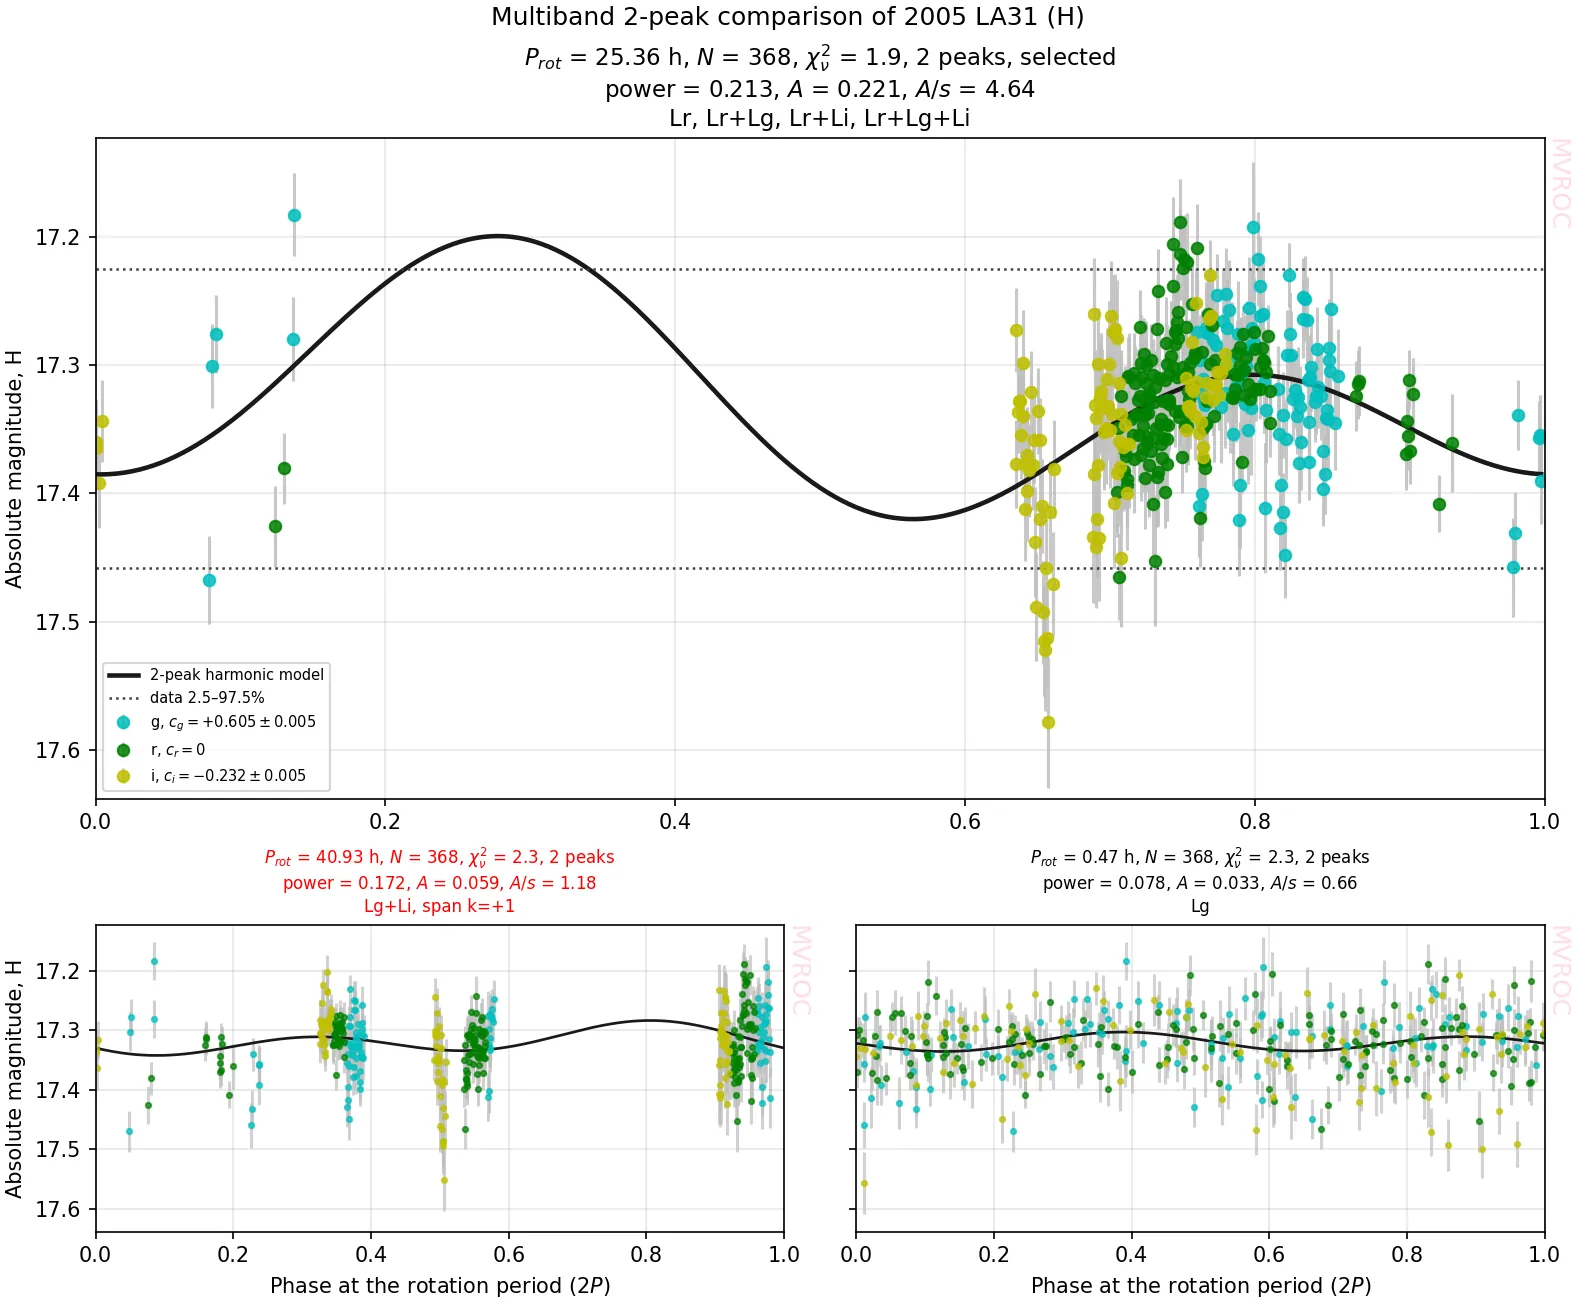 Multiband 2-peak comparison of 2005 LA31 (H)
P_rot = 25.36 h, N = 368, χ²_ν = 1.9, 2 peaks, selected
power = 0.213, A = 0.221, A/s = 4.64
Lr, Lr+Lg, Lr+Li, Lr+Lg+Li
MVROC
Absolute magnitude, H
17.2
17.3
17.4
17.5
17.6
2-peak harmonic model
data 2.5–97.5%
g, c_g = +0.605 ± 0.005
r, c_r = 0
i, c_i = −0.232 ± 0.005
0.0 0.2 0.4 0.6 0.8 1.0
P_rot = 40.93 h, N = 368, χ²_ν = 2.3, 2 peaks
power = 0.172, A = 0.059, A/s = 1.18
Lg+Li, span k=+1
MVROC
Absolute magnitude, H
17.2
17.3
17.4
17.5
17.6
0.0 0.2 0.4 0.6 0.8 1.0
Phase at the rotation period (2P)
P_rot = 0.47 h, N = 368, χ²_ν = 2.3, 2 peaks
power = 0.078, A = 0.033, A/s = 0.66
Lg
MVROC
0.0 0.2 0.4 0.6 0.8 1.0
Phase at the rotation period (2P)